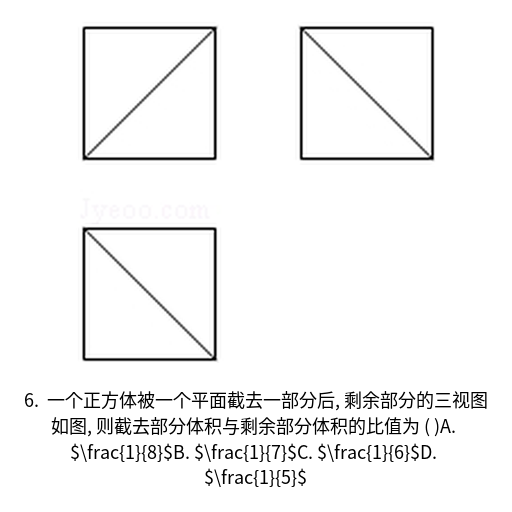 Jyeoo.com
6. 一个正方体被一个平面截去一部分后, 剩余部分的三视图
如图, 则截去部分体积与剩余部分体积的比值为 ( )A.
$\frac{1}{8}$B. $\frac{1}{7}$C. $\frac{1}{6}$D.
$\frac{1}{5}$